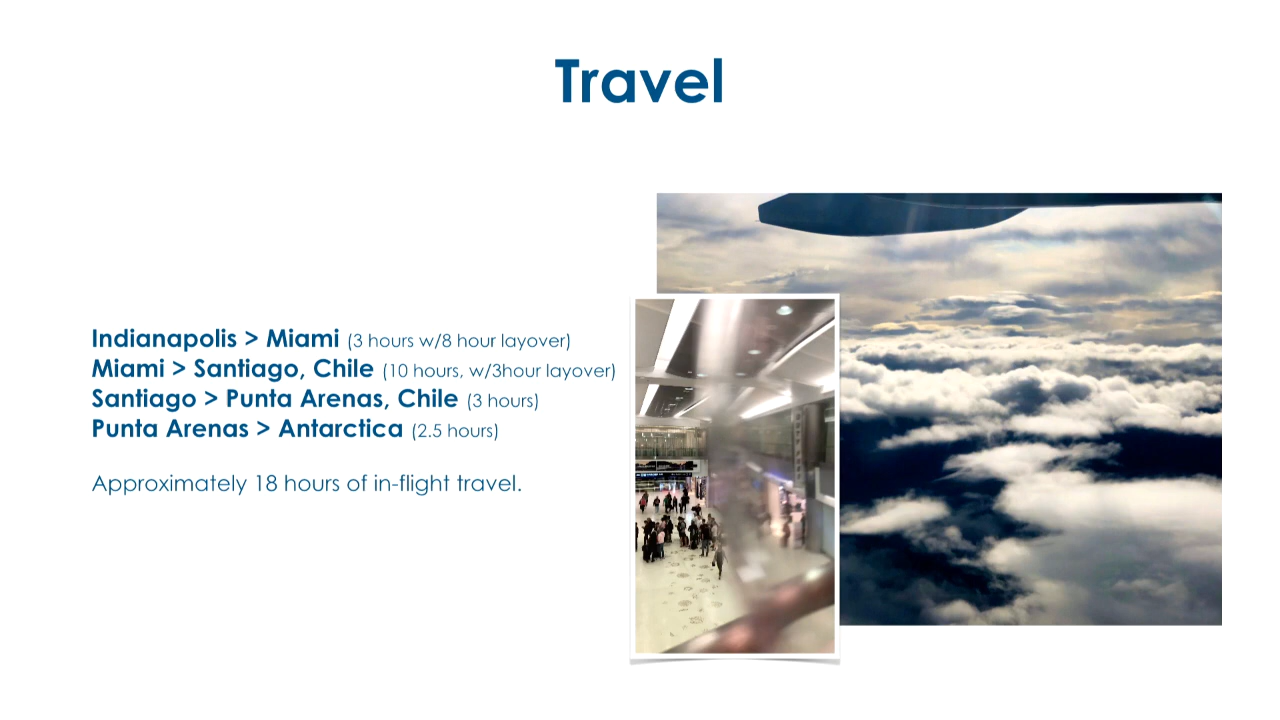 Travel
Indianapolis > Miami (3 hours w/8 hour layover)
Miami > Santiago, Chile (10 hours, w/3hour layover)
Santiago > Punta Arenas, Chile (3 hours)
Punta Arenas > Antarctica (2.5 hours)
Approximately 18 hours of in-flight travel.